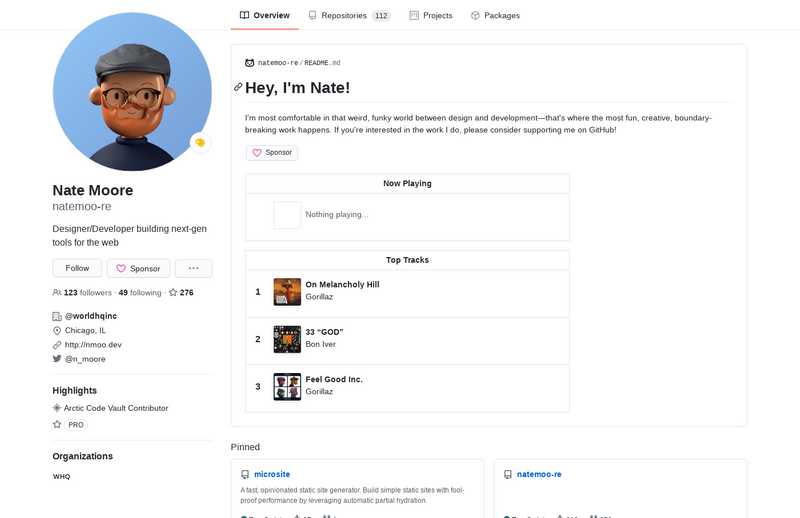 Overview
Repositories 112
Projects
Packages
Nate Moore
natemoo-re
Designer/Developer building next-gen
tools for the web
Follow
Sponsor
...
123 followers · 49 following · 276
@worldhqinc
Chicago, IL
http://nmoo.dev
@n_moore
Highlights
Arctic Code Vault Contributor
PRO
Organizations
WHQ
natemoo-re / README.md
Hey, I'm Nate!
I'm most comfortable in that weird, funky world between design and development—that's where the most fun, creative, boundary-
breaking work happens. If you're interested in the work I do, please consider supporting me on GitHub!
Sponsor
Now Playing
Nothing playing...
Top Tracks
1
On Melancholy Hill
Gorillaz
2
33 “GOD”
Bon Iver
3
Feel Good Inc.
Gorillaz
Pinned
microsite
A fast, opinionated static site generator. Build simple static sites with fool-
proof performance by leveraging automatic partial hydration.
natemoo-re